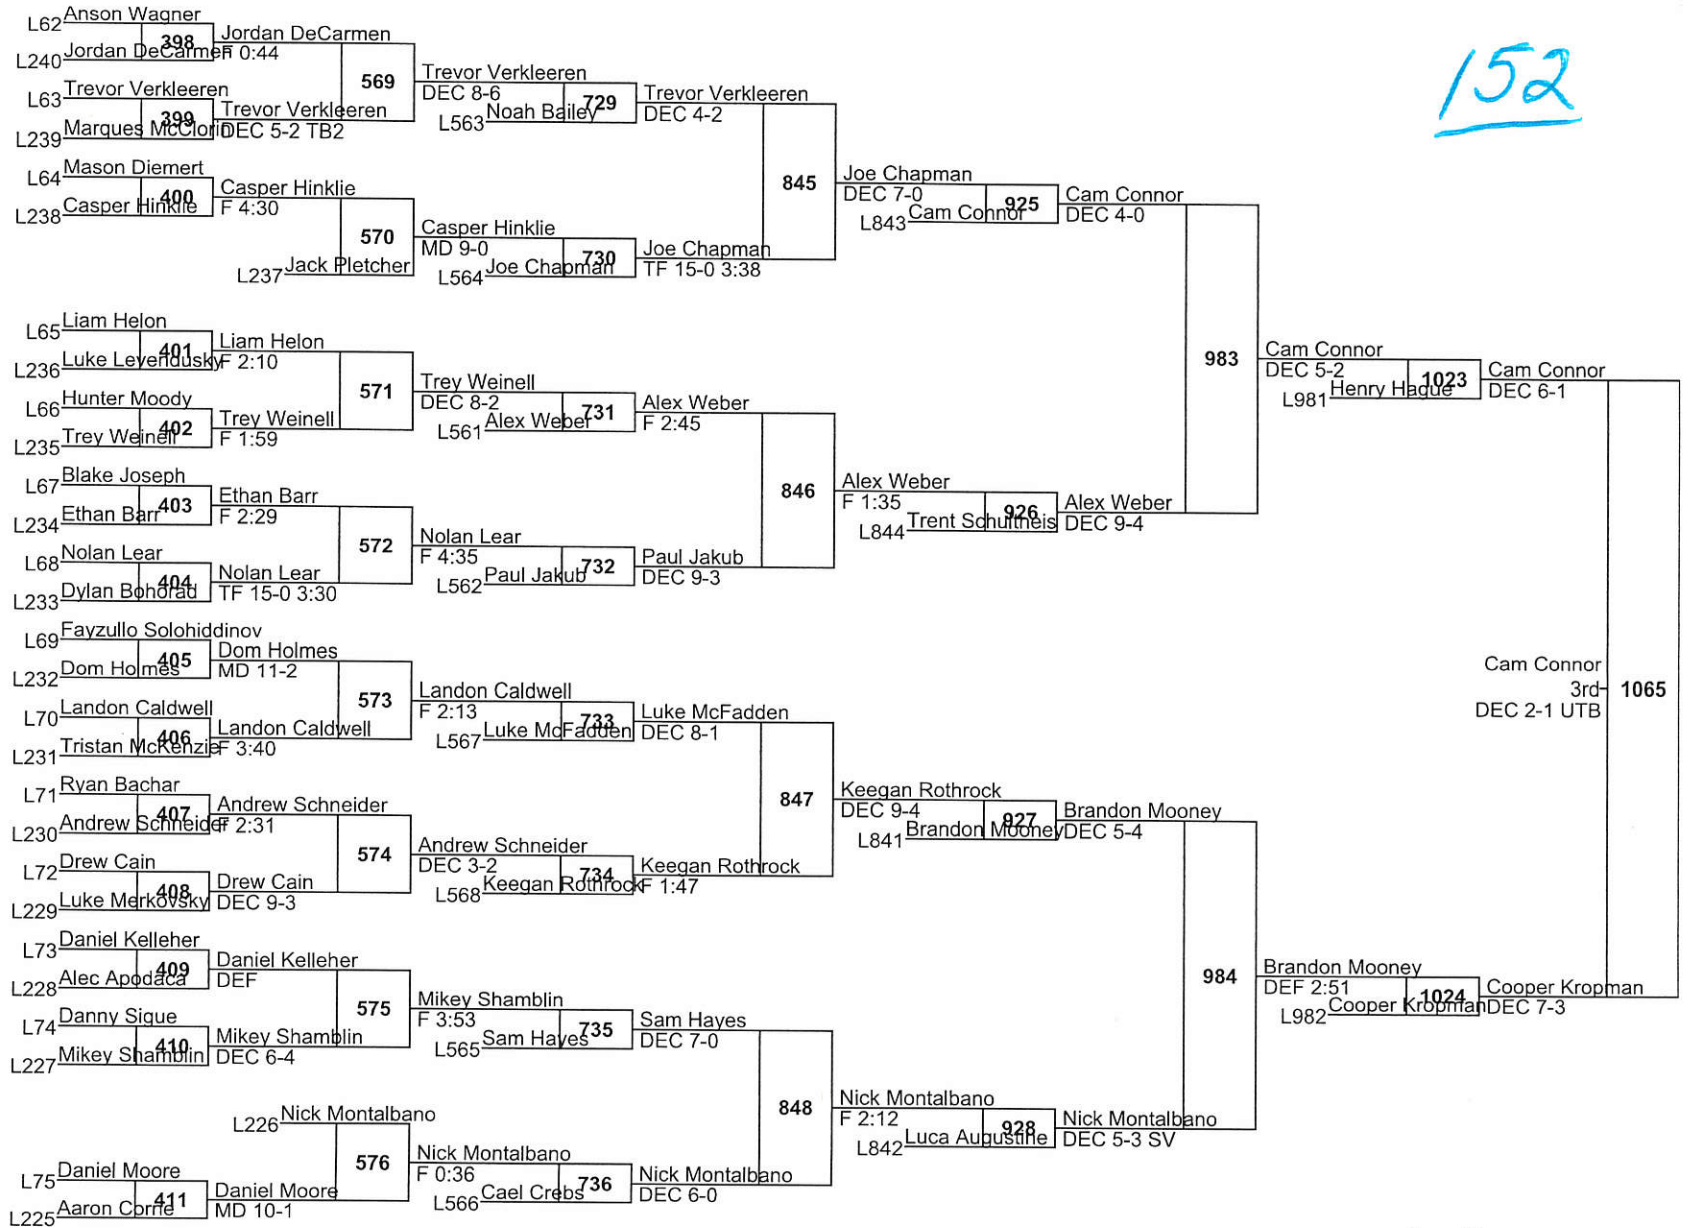 152
L62 Anson Wagner
398
L240 Jordan DeCarmen
Jordan DeCarmen
F 0:44
L63 Trevor Verkleeren
399
L239 Marques McClorin
Trevor Verkleeren
DEC 5-2 TB2
569
Trevor Verkleeren
DEC 8-6
L563 Noah Bailey
729
Trevor Verkleeren
DEC 4-2
L64 Mason Diemert
400
L238 Casper Hinklie
Casper Hinklie
F 4:30
L237 Jack Pletcher
570
Casper Hinklie
MD 9-0
L564 Joe Chapman
730
Joe Chapman
TF 15-0 3:38
845
Joe Chapman
DEC 7-0
L843 Cam Connor
925
Cam Connor
DEC 4-0
L65 Liam Helon
401
L236 Luke Levendusky
Liam Helon
F 2:10
L66 Hunter Moody
402
L235 Trey Weinell
Trey Weinell
F 1:59
571
Trey Weinell
DEC 8-2
L561 Alex Weber
731
Alex Weber
F 2:45
L67 Blake Joseph
403
L234 Ethan Barr
Ethan Barr
F 2:29
L68 Nolan Lear
404
L233 Dylan Bohorad
Nolan Lear
TF 15-0 3:30
572
Nolan Lear
F 4:35
L562 Paul Jakub
732
Paul Jakub
DEC 9-3
846
Alex Weber
F 1:35
L844 Trent Schultheis
926
Alex Weber
DEC 9-4
983
Cam Connor
DEC 5-2
L981 Henry Hague
1023
Cam Connor
DEC 6-1
L69 Fayzullo Solohiddinov
405
L232 Dom Holmes
Dom Holmes
MD 11-2
L70 Landon Caldwell
406
L231 Tristan McKenzie
Landon Caldwell
F 3:40
573
Landon Caldwell
F 2:13
L567 Luke McFadden
733
Luke McFadden
DEC 8-1
L71 Ryan Bachar
407
L230 Andrew Schneider
Andrew Schneider
F 2:31
L72 Drew Cain
408
L229 Luke Merkovsky
Drew Cain
DEC 9-3
574
Andrew Schneider
DEC 3-2
L568 Keegan Rothrock
734
Keegan Rothrock
F 1:47
847
Keegan Rothrock
DEC 9-4
L841 Brandon Mooney
927
Brandon Mooney
DEC 5-4
L73 Daniel Kelleher
409
L228 Alec Apodaca
Daniel Kelleher
DEF
L74 Danny Sique
410
L227 Mikey Shamblin
Mikey Shamblin
DEC 6-4
575
Mikey Shamblin
F 3:53
L565 Sam Hayes
735
Sam Hayes
DEC 7-0
L226 Nick Montalbano
L75 Daniel Moore
411
L225 Aaron Corrie
Daniel Moore
MD 10-1
576
Nick Montalbano
F 0:36
L566 Cael Crebs
736
Nick Montalbano
DEC 6-0
848
Nick Montalbano
F 2:12
L842 Luca Augustine
928
Nick Montalbano
DEC 5-3 SV
984
Brandon Mooney
DEF 2:51
L982 Cooper Kropman
1024
Cooper Kropman
DEC 7-3
Cam Connor
3rd
DEC 2-1 UTB
1065